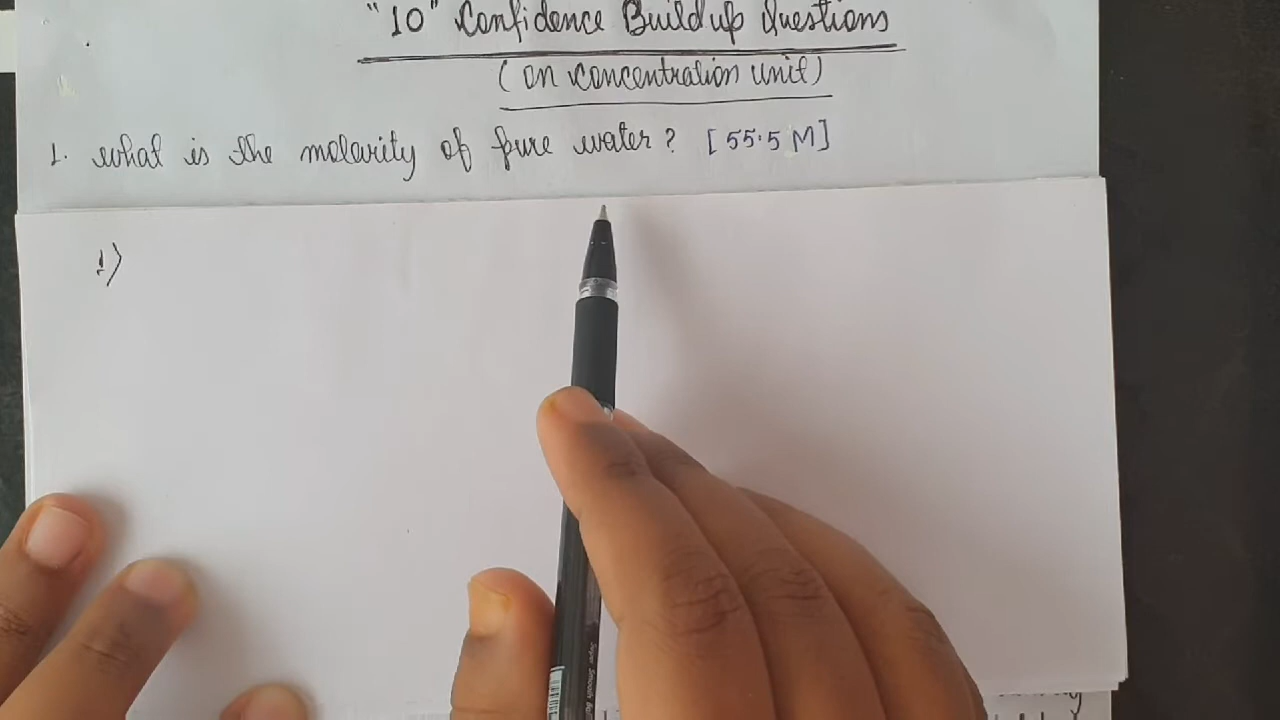 "10" Confidence Buildup Questions
(on concentration unit)
1. what is the molarity of pure water? [55.5 M]
1)